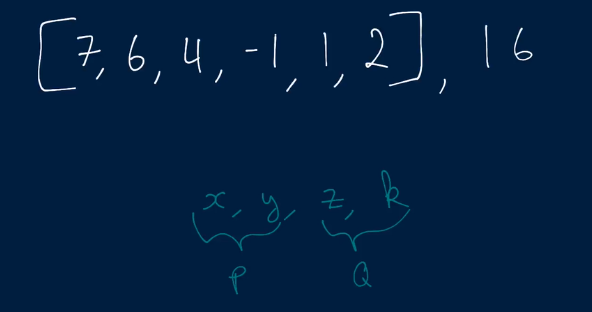 [7, 6, 4, -1, 1, 2], 16
x, y, z, k
P Q